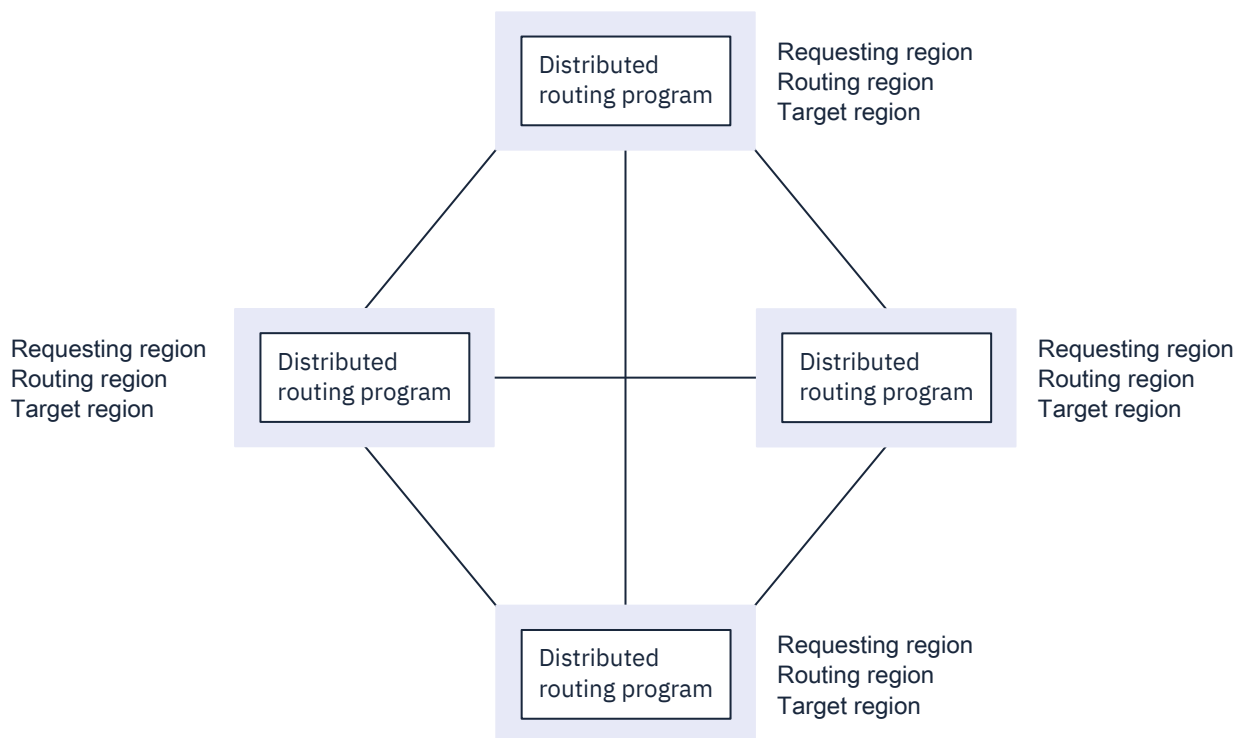 Distributed
routing program
Requesting region
Routing region
Target region
Requesting region
Routing region
Target region
Distributed
routing program
Distributed
routing program
Requesting region
Routing region
Target region
Distributed
routing program
Requesting region
Routing region
Target region